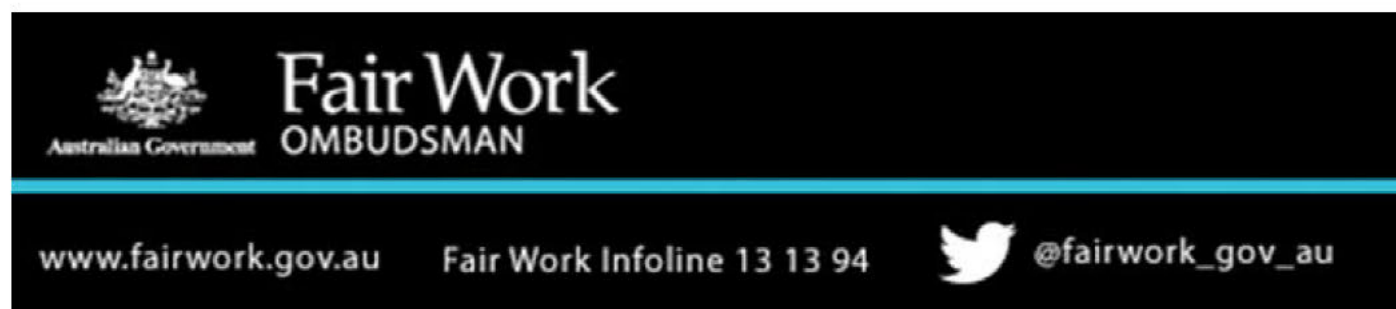 Fair Work
OMBUDSMAN
Australian Government
www.fairwork.gov.au Fair Work Infoline 13 13 94 @fairwork_gov_au